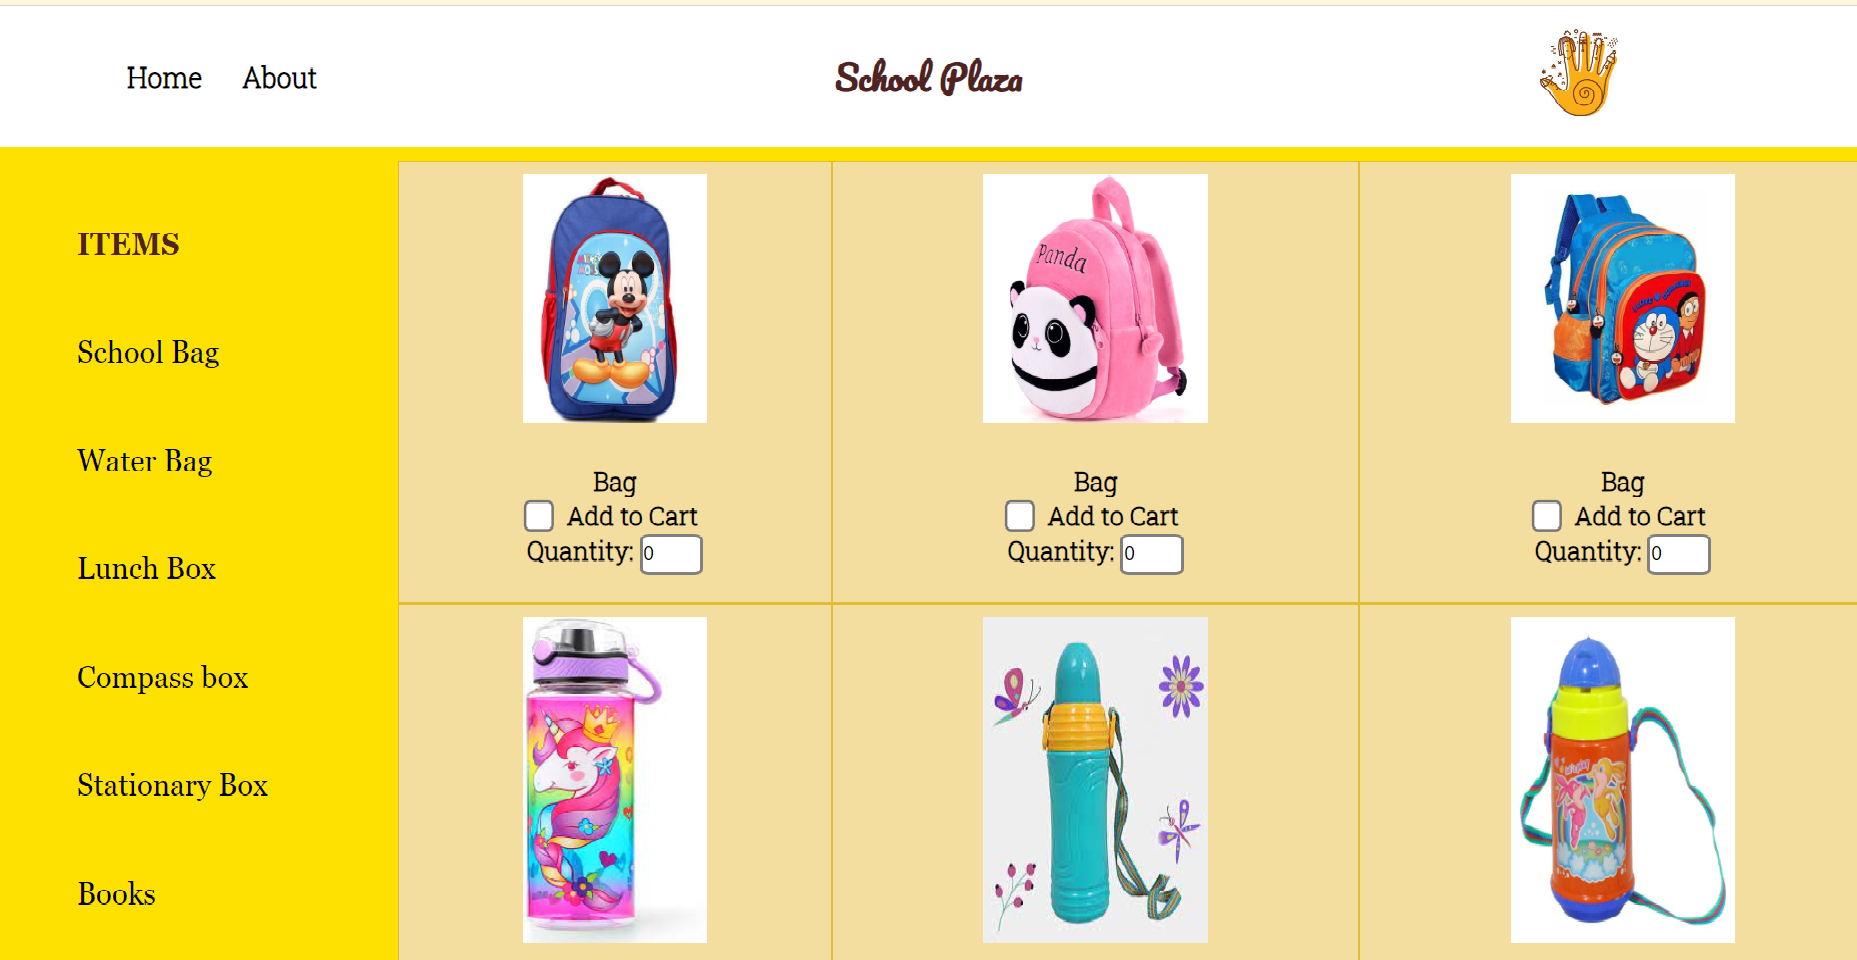 Home About
School Plaza
ITEMS
School Bag
Water Bag
Lunch Box
Compass box
Stationary Box
Books
Panda
Bag
Add to Cart
Quantity: 0
Bag
Add to Cart
Quantity: 0
Bag
Add to Cart
Quantity: 0